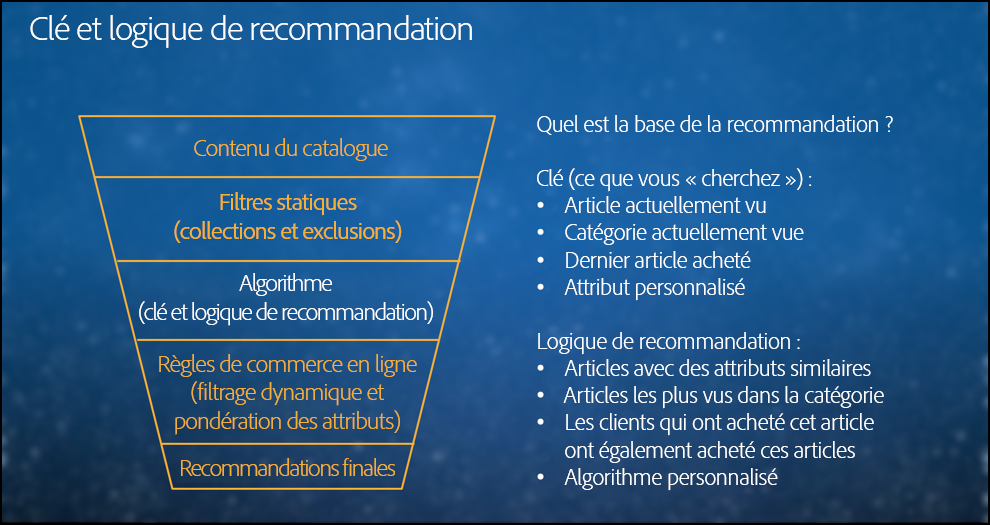 Clé et logique de recommandation
Contenu du catalogue
Filtres statiques
(collections et exclusions)
Algorithme
(clé et logique de recommandation)
Règles de commerce en ligne
(filtrage dynamique et
pondération des attributs)
Recommandations finales
Quel est la base de la recommandation ?
Clé (ce que vous « cherchez ») :
• Article actuellement vu
• Catégorie actuellement vue
• Dernier article acheté
• Attribut personnalisé
Logique de recommandation :
• Articles avec des attributs similaires
• Articles les plus vus dans la catégorie
• Les clients qui ont acheté cet article
ont également acheté ces articles
• Algorithme personnalisé